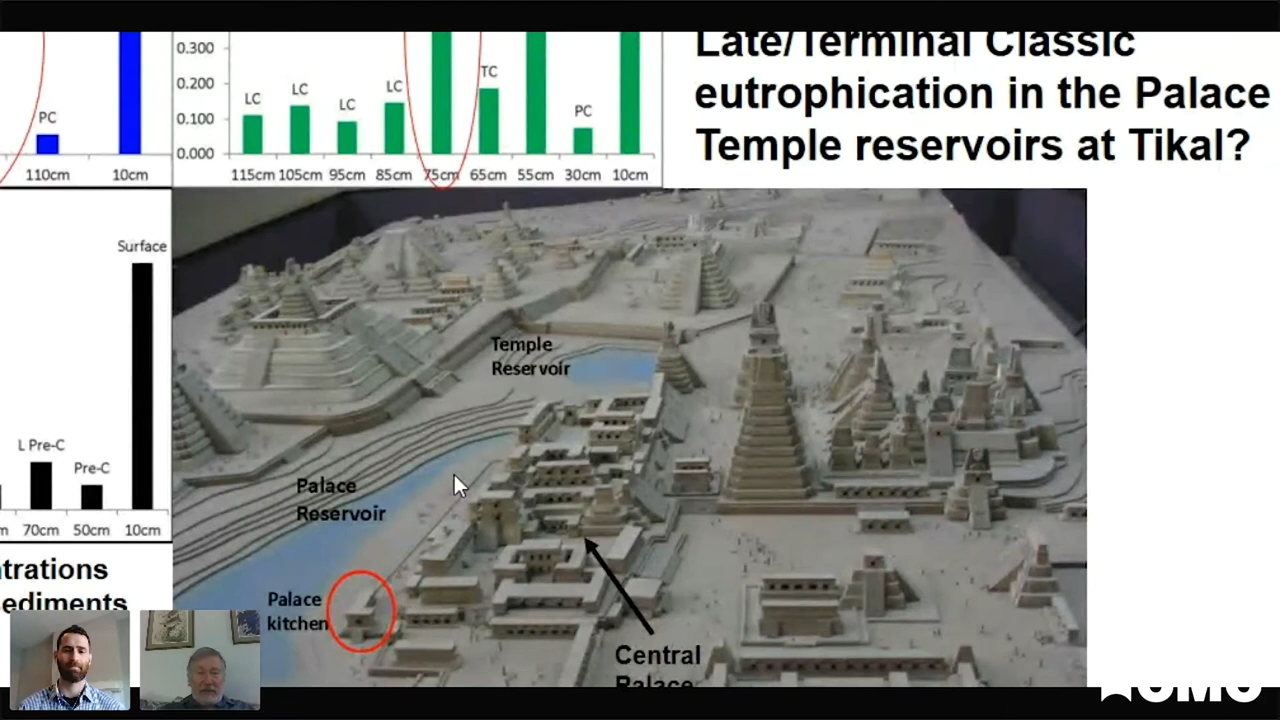 Late/Terminal Classic
eutrophication in the Palace
Temple reservoirs at Tikal?
PC
110cm
10cm
0.300
0.200
0.100
0.000
LC
LC
LC
LC
TC
PC
115cm 105cm 95cm 85cm 75cm 65cm 55cm 30cm 10cm
Surface
L Pre-C
Pre-C
70cm 50cm 10cm
Temple
Reservoir
Palace
Reservoir
Palace
kitchen
Central
Palace